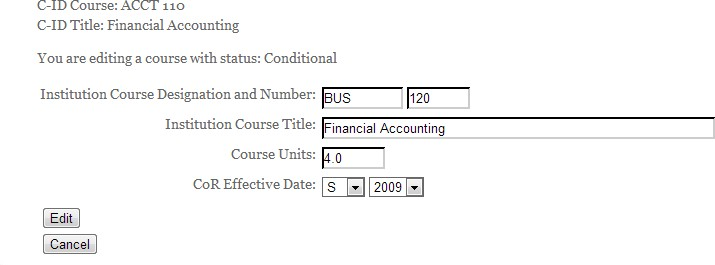 C-ID Course: ACCT 110
C-ID Title: Financial Accounting
You are editing a course with status: Conditional
Institution Course Designation and Number: BUS 120
Institution Course Title: Financial Accounting
Course Units: 4.0
CoR Effective Date: S 2009
Edit
Cancel